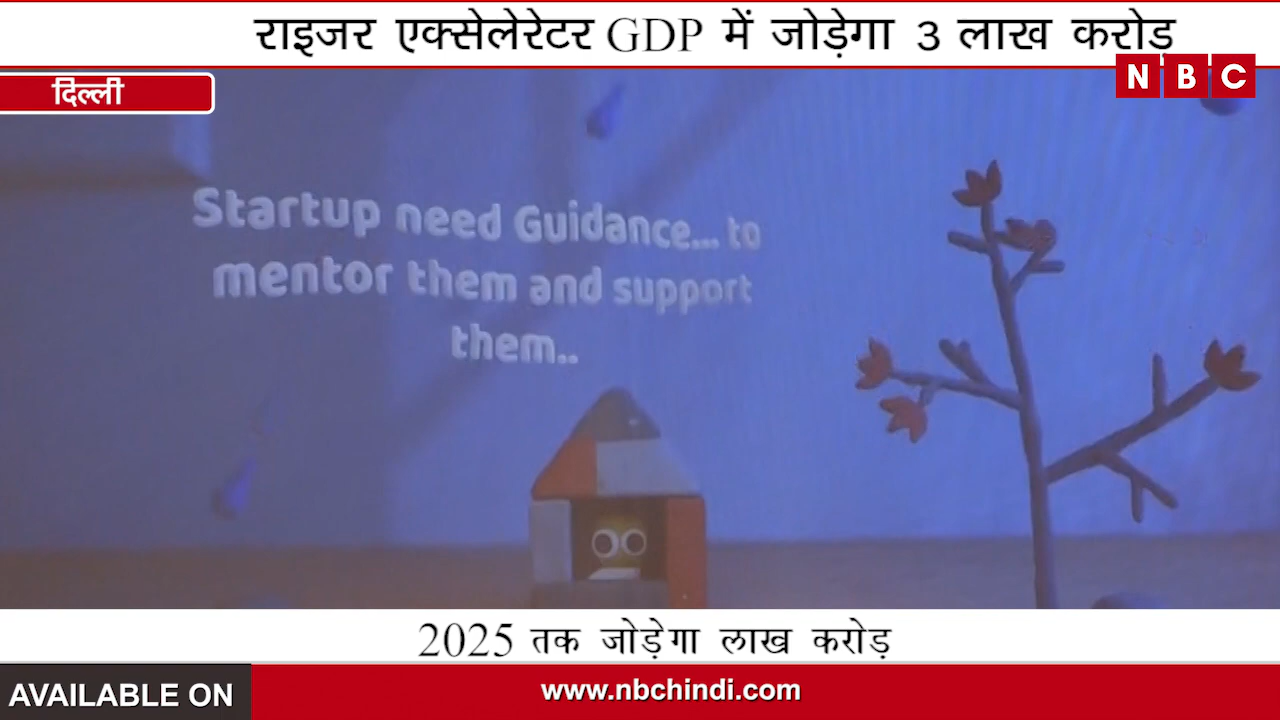 राइजर एक्सेलेरेटर GDP में जोड़ेगा 3 लाख करोड़
NBC
दिल्ली
Startup need Guidance... to
mentor them and support
them..
2025 तक जोड़ेगा लाख करोड़
AVAILABLE ON
www.nbchindi.com